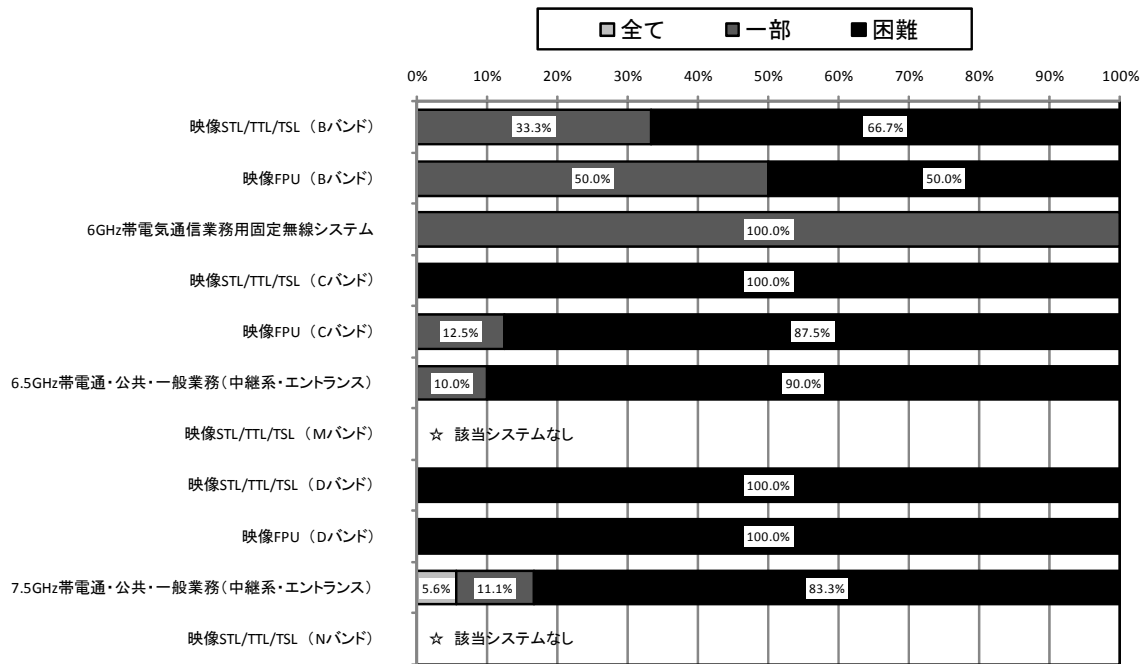 全て 一部 困難
0% 10% 20% 30% 40% 50% 60% 70% 80% 90% 100%
映像STL/TTL/TSL（Bバンド） 33.3% 66.7%
映像FPU（Bバンド） 50.0% 50.0%
6GHz帯電気通信業務用固定無線システム 100.0%
映像STL/TTL/TSL（Cバンド） 100.0%
映像FPU（Cバンド） 12.5% 87.5%
6.5GHz帯電通・公共・一般業務（中継系・エントランス） 10.0% 90.0%
映像STL/TTL/TSL（Mバンド） ☆ 該当システムなし
映像STL/TTL/TSL（Dバンド） 100.0%
映像FPU（Dバンド） 100.0%
7.5GHz帯電通・公共・一般業務（中継系・エントランス） 5.6% 11.1% 83.3%
映像STL/TTL/TSL（Nバンド） ☆ 該当システムなし